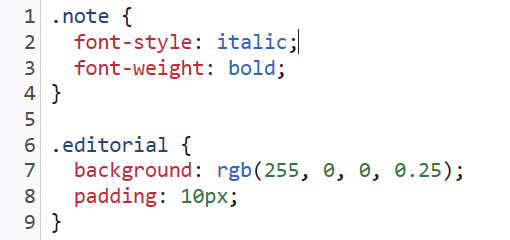 1 .note {
2   font-style: italic;
3   font-weight: bold;
4 }
5
6 .editorial {
7   background: rgb(255, 0, 0, 0.25);
8   padding: 10px;
9 }